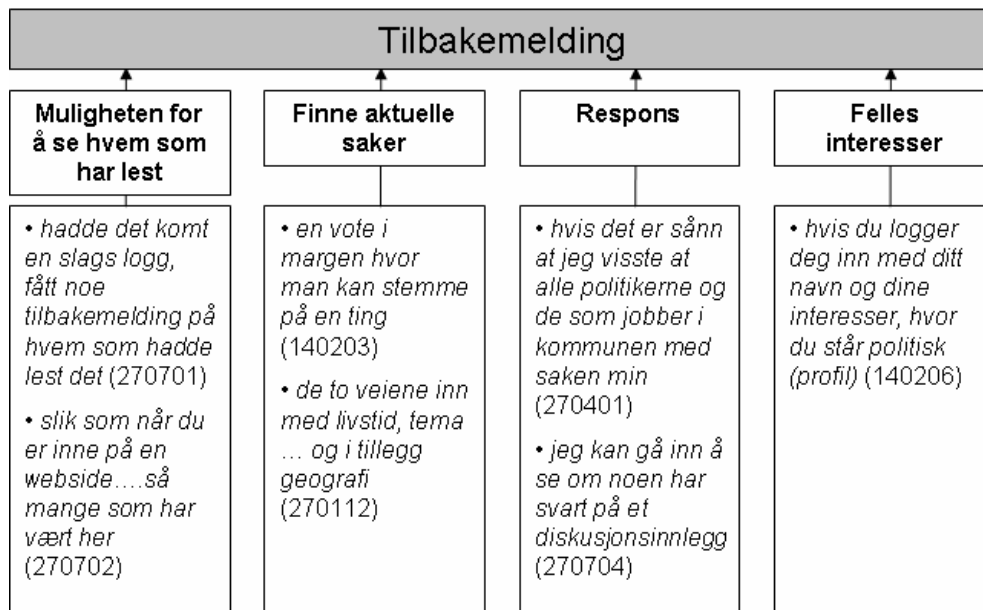 Tilbakemelding
Muligheten for
å se hvem som
har lest
• hadde det komt
en slags logg,
fått noe
tilbakemelding på
hvem som hadde
lest det (270701)
• slik som når du
er inne på en
webside....så
mange som har
vært her
(270702)
Finne aktuelle
saker
• en vote i
margen hvor
man kan stemme
på en ting
(140203)
• de to veiene inn
med livstid, tema
... og i tillegg
geografi
(270112)
Respons
• hvis det er sånn
at jeg visste at
alle politikerne og
de som jobber i
kommunen med
saken min
(270401)
• jeg kan gå inn å
se om noen har
svart på et
diskusjonsinnlegg
(270704)
Felles
interesser
• hvis du logger
deg inn med ditt
navn og dine
interesser, hvor
du står politisk
(profil) (140206)